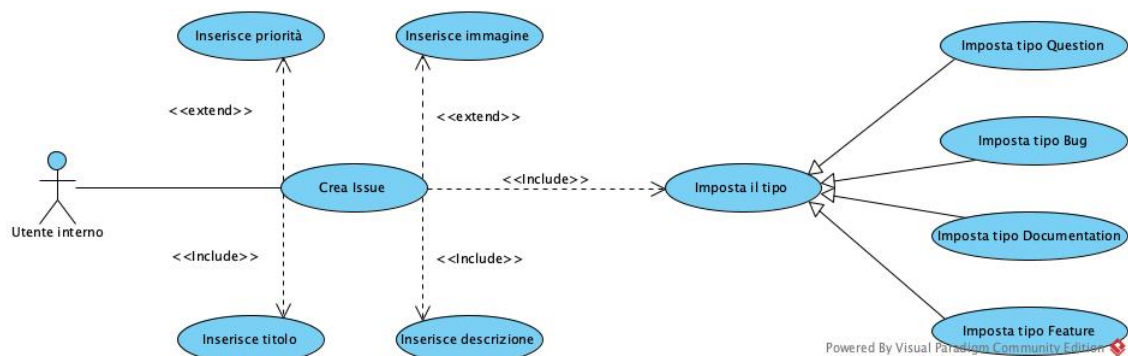 Inserisce priorità
Inserisce immagine
Imposta tipo Question
<<extend>>
<<extend>>
Imposta tipo Bug
Crea Issue
<<Include>>
Imposta il tipo
Utente interno
Imposta tipo Documentation
<<Include>>
<<Include>>
Inserisce titolo
Inserisce descrizione
Imposta tipo Feature
Powered By Visual Paradigm Community Edition